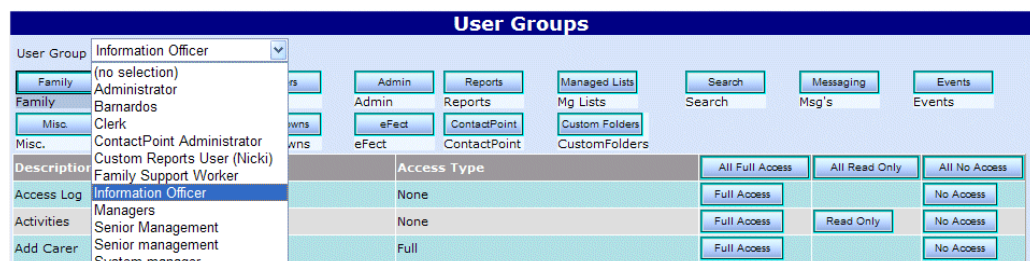 User Groups
User Group Information Officer
Family rs Admin Reports Managed Lists Search Messaging Events
(no selection)
Family Admin Reports Mg Lists Search Msg's Events
Administrator
Barnardos
Misc. wns eFect ContactPoint Custom Folders
Clerk
Misc. wns eFect ContactPoint CustomFolders
ContactPoint Administrator
Custom Reports User (Nicki)
Description Access Type All Full Access All Read Only All No Access
Family Support Worker
Access Log Information Officer None Full Access No Access
Managers
Activities None Full Access Read Only No Access
Senior Management
Add Carer Senior management Full Full Access No Access
System manager